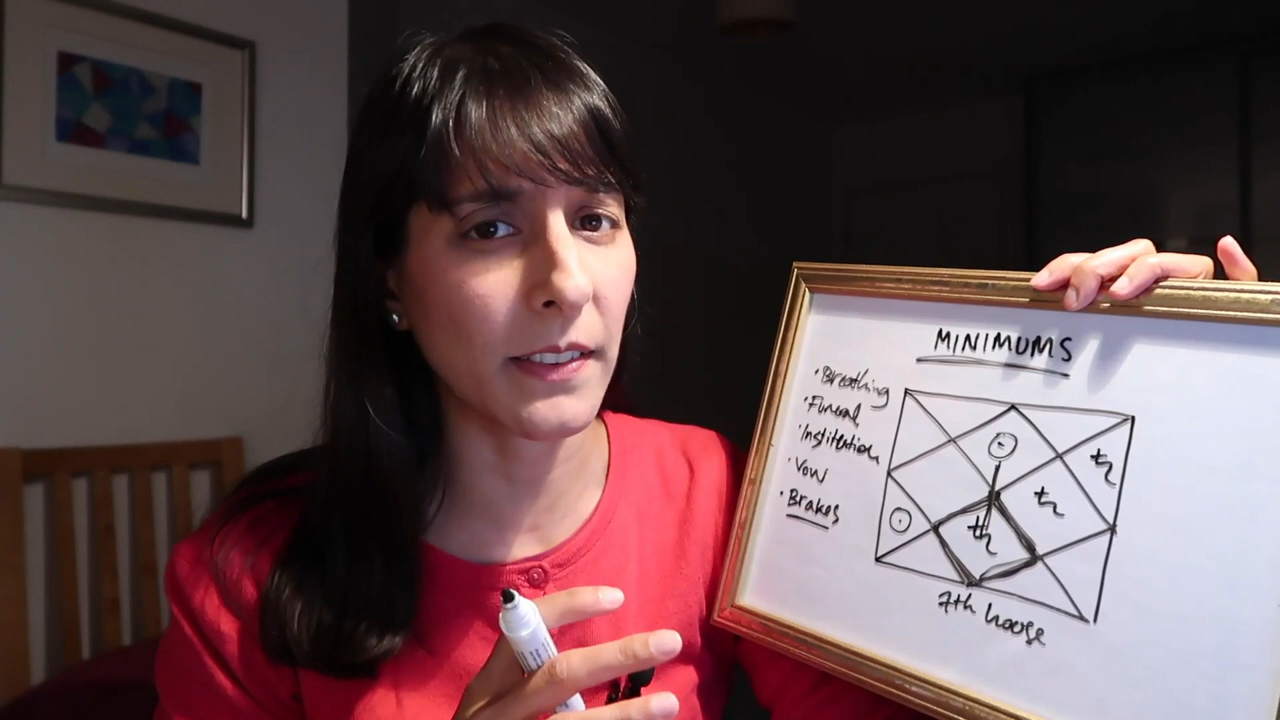 MINIMUMS
• Breathing
• Funeral
• Institution
• Vow
• Brakes
7th house